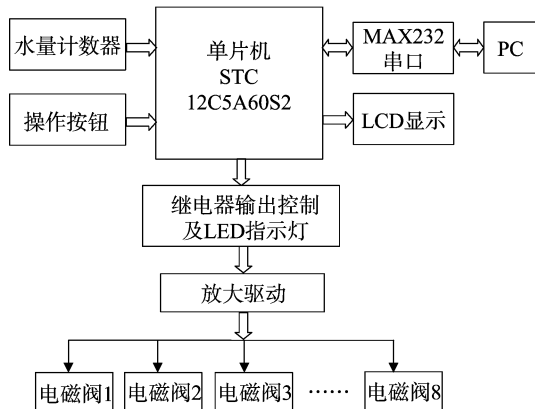 水量计数器
操作按钮
单片机
STC
12C5A60S2
MAX232
串口
PC
LCD显示
继电器输出控制
及LED指示灯
放大驱动
电磁阀1
电磁阀2
电磁阀3
……
电磁阀8